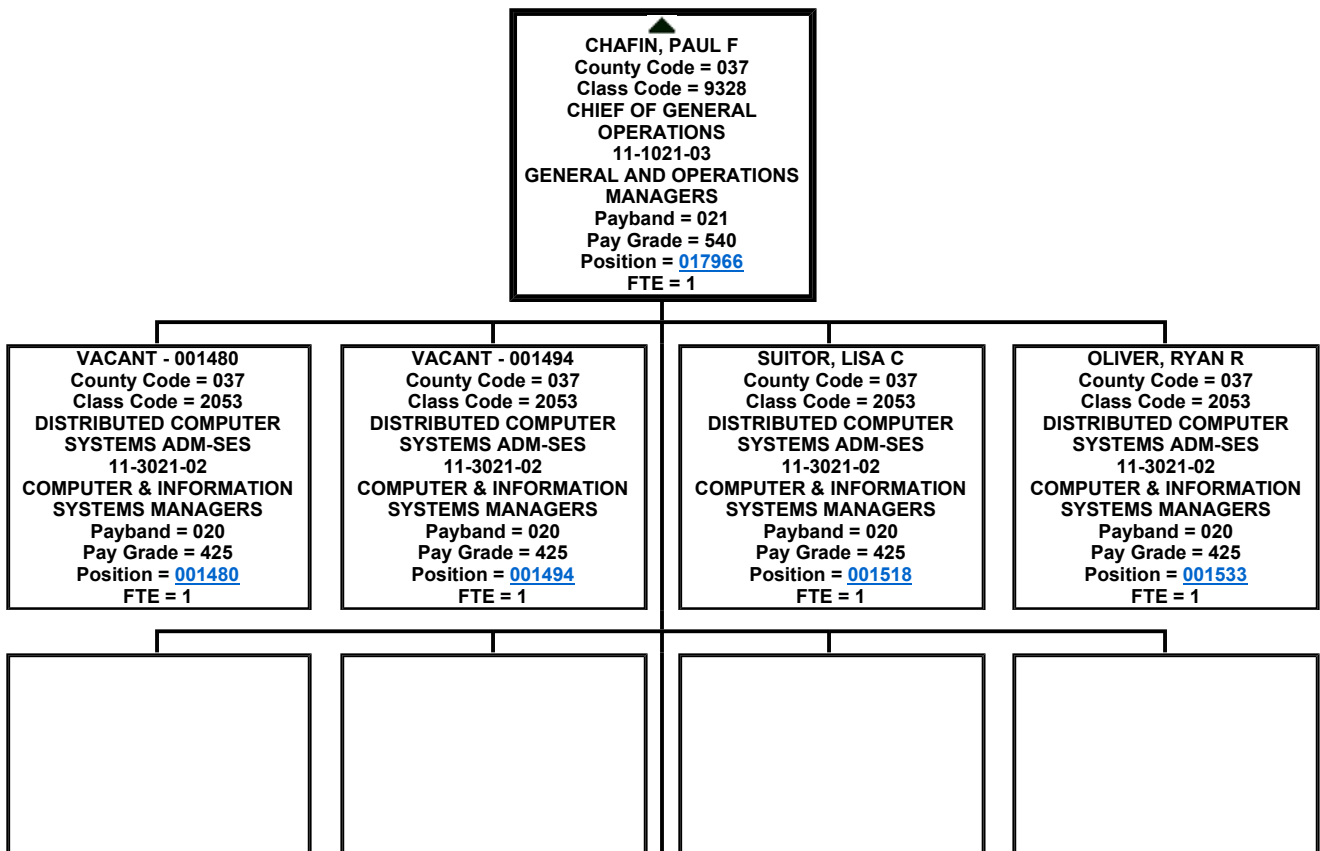 CHAFIN, PAUL F
County Code = 037
Class Code = 9328
CHIEF OF GENERAL
OPERATIONS
11-1021-03
GENERAL AND OPERATIONS
MANAGERS
Payband = 021
Pay Grade = 540
Position = 017966
FTE = 1
VACANT - 001480
County Code = 037
Class Code = 2053
DISTRIBUTED COMPUTER
SYSTEMS ADM-SES
11-3021-02
COMPUTER & INFORMATION
SYSTEMS MANAGERS
Payband = 020
Pay Grade = 425
Position = 001480
FTE = 1
VACANT - 001494
County Code = 037
Class Code = 2053
DISTRIBUTED COMPUTER
SYSTEMS ADM-SES
11-3021-02
COMPUTER & INFORMATION
SYSTEMS MANAGERS
Payband = 020
Pay Grade = 425
Position = 001494
FTE = 1
SUITOR, LISA C
County Code = 037
Class Code = 2053
DISTRIBUTED COMPUTER
SYSTEMS ADM-SES
11-3021-02
COMPUTER & INFORMATION
SYSTEMS MANAGERS
Payband = 020
Pay Grade = 425
Position = 001518
FTE = 1
OLIVER, RYAN R
County Code = 037
Class Code = 2053
DISTRIBUTED COMPUTER
SYSTEMS ADM-SES
11-3021-02
COMPUTER & INFORMATION
SYSTEMS MANAGERS
Payband = 020
Pay Grade = 425
Position = 001533
FTE = 1